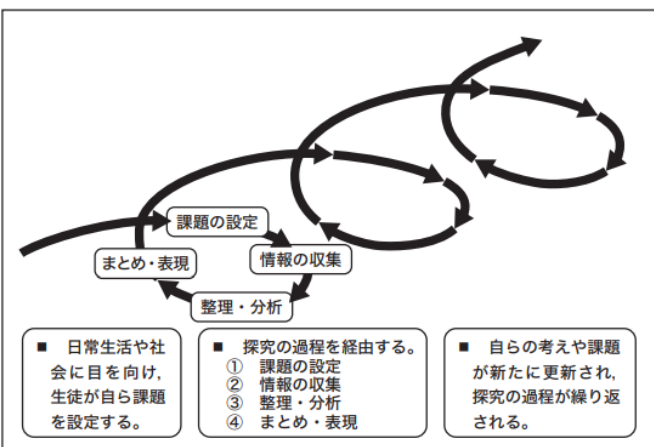 課題の設定
まとめ・表現
情報の収集
整理・分析
■ 日常生活や社
会に目を向け,
生徒が自ら課題
を設定する。
■ 探究の過程を経由する。
① 課題の設定
② 情報の収集
③ 整理・分析
④ まとめ・表現
■ 自らの考えや課題
が新たに更新され,
探究の過程が繰り返
される。